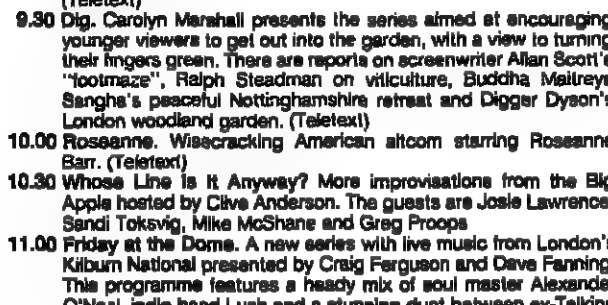 (Teletext)
9.30 Dig. Carolyn Marshall presents the series aimed at encouraging
younger viewers to get out into the garden, with a view to turning
their fingers green. There are reports on screenwriter Allan Scott's
"footmaze", Ralph Steadman on viticulture, Buddha Maitreya
Sangha's peaceful Nottinghamshire retreat and Digger Dyson's
London woodland garden. (Teletext)
10.00 Roseanne. Wisecracking American sitcom starring Roseanne
Barr. (Teletext)
10.30 Whose Line Is It Anyway? More improvisations from the Big
Apple hosted by Clive Anderson. The guests are Josie Lawrence,
Sandi Toksvig, Mike McShane and Greg Proops
11.00 Friday at the Dome. A new series with live music from London's
Kilburn National presented by Craig Ferguson and Dave Fanning.
This programme features a heady mix of soul master Alexander
O'Neal, indie band Lush and a stunning duet between ex-Talking